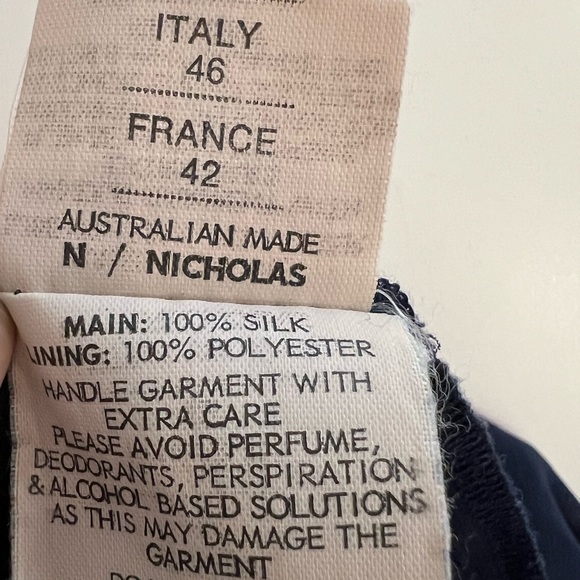 ITALY
46
FRANCE
42
AUSTRALIAN MADE
N / NICHOLAS
MAIN: 100% SILK
LINING: 100% POLYESTER
HANDLE GARMENT WITH
EXTRA CARE
PLEASE AVOID PERFUME,
DEODORANTS, PERSPIRATION
& ALCOHOL BASED SOLUTIONS
AS THIS MAY DAMAGE THE
GARMENT